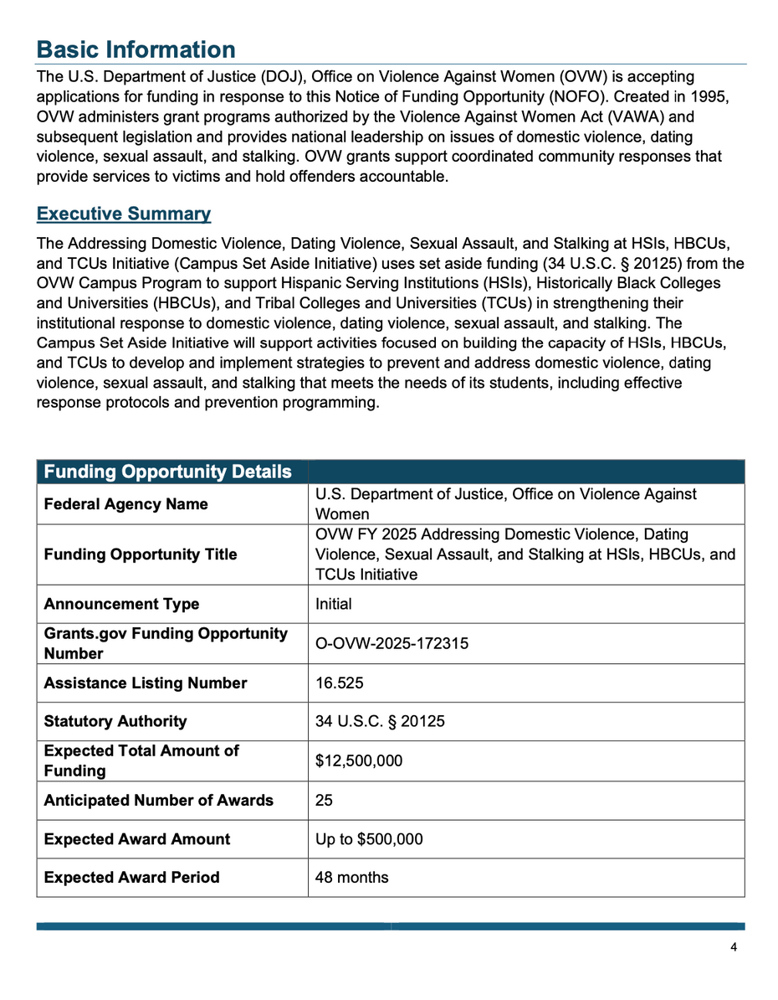 Basic Information
The U.S. Department of Justice (DOJ), Office on Violence Against Women (OVW) is accepting
applications for funding in response to this Notice of Funding Opportunity (NOFO). Created in 1995,
OVW administers grant programs authorized by the Violence Against Women Act (VAWA) and
subsequent legislation and provides national leadership on issues of domestic violence, dating
violence, sexual assault, and stalking. OVW grants support coordinated community responses that
provide services to victims and hold offenders accountable.
Executive Summary
The Addressing Domestic Violence, Dating Violence, Sexual Assault, and Stalking at HSIs, HBCUs,
and TCUs Initiative (Campus Set Aside Initiative) uses set aside funding (34 U.S.C. § 20125) from the
OVW Campus Program to support Hispanic Serving Institutions (HSIs), Historically Black Colleges
and Universities (HBCUs), and Tribal Colleges and Universities (TCUs) in strengthening their
institutional response to domestic violence, dating violence, sexual assault, and stalking. The
Campus Set Aside Initiative will support activities focused on building the capacity of HSIs, HBCUs,
and TCUs to develop and implement strategies to prevent and address domestic violence, dating
violence, sexual assault, and stalking that meets the needs of its students, including effective
response protocols and prevention programming.
Funding Opportunity Details
Federal Agency Name
U.S. Department of Justice, Office on Violence Against
Women
Funding Opportunity Title
OVW FY 2025 Addressing Domestic Violence, Dating
Violence, Sexual Assault, and Stalking at HSIs, HBCUs, and
TCUs Initiative
Announcement Type
Initial
Grants.gov Funding Opportunity
Number
O-OVW-2025-172315
Assistance Listing Number
16.525
Statutory Authority
34 U.S.C. § 20125
Expected Total Amount of
Funding
$12,500,000
Anticipated Number of Awards
25
Expected Award Amount
Up to $500,000
Expected Award Period
48 months
4